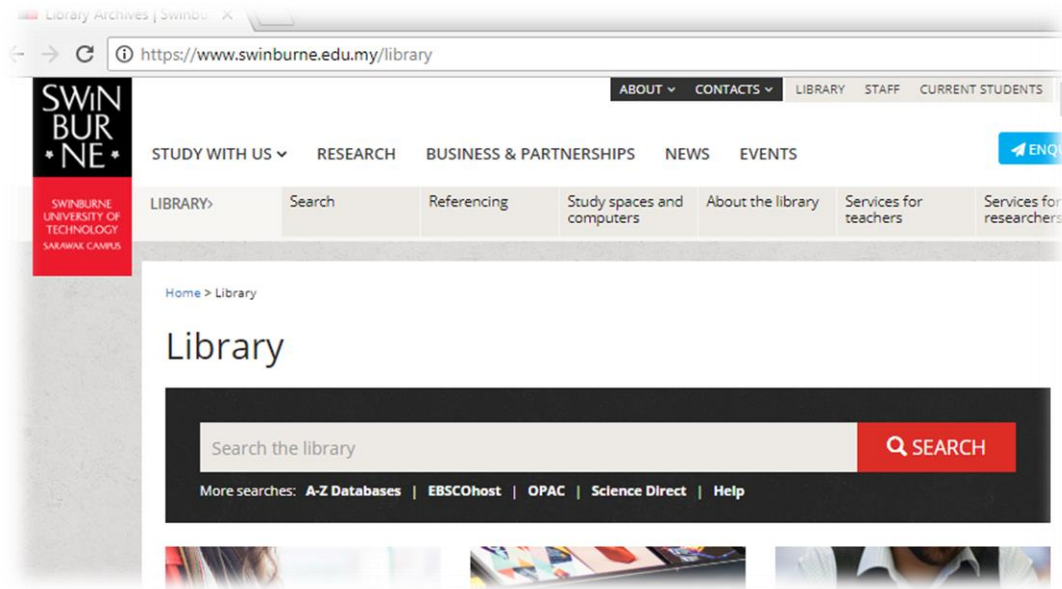 Library Archives | Swinbu
https://www.swinburne.edu.my/library
SWiN
BUR
*NE*
SWINBURNE
UNIVERSITY OF
TECHNOLOGY
SARAWAK CAMPUS
ABOUT CONTACTS LIBRARY STAFF CURRENT STUDENTS
STUDY WITH US RESEARCH BUSINESS & PARTNERSHIPS NEWS EVENTS ENQU
LIBRARY> Search Referencing Study spaces and computers About the library Services for teachers Services for researchers
Home > Library
Library
Search the library SEARCH
More searches: A-Z Databases | EBSCOhost | OPAC | Science Direct | Help